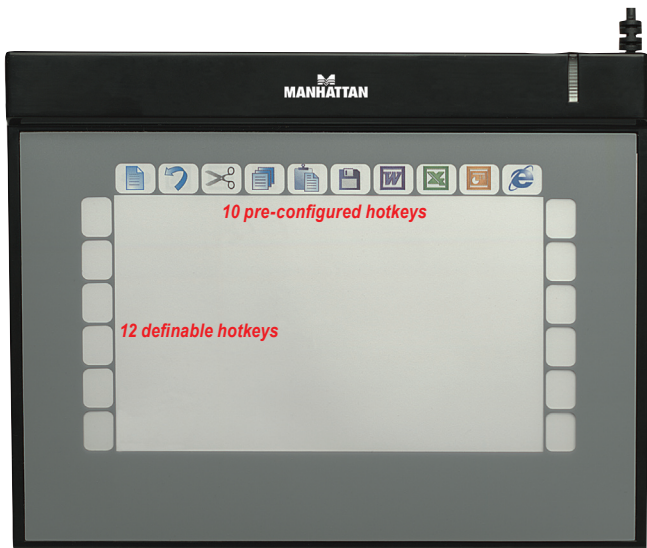 MANHATTAN
W
X
e
10 pre-configured hotkeys
12 definable hotkeys